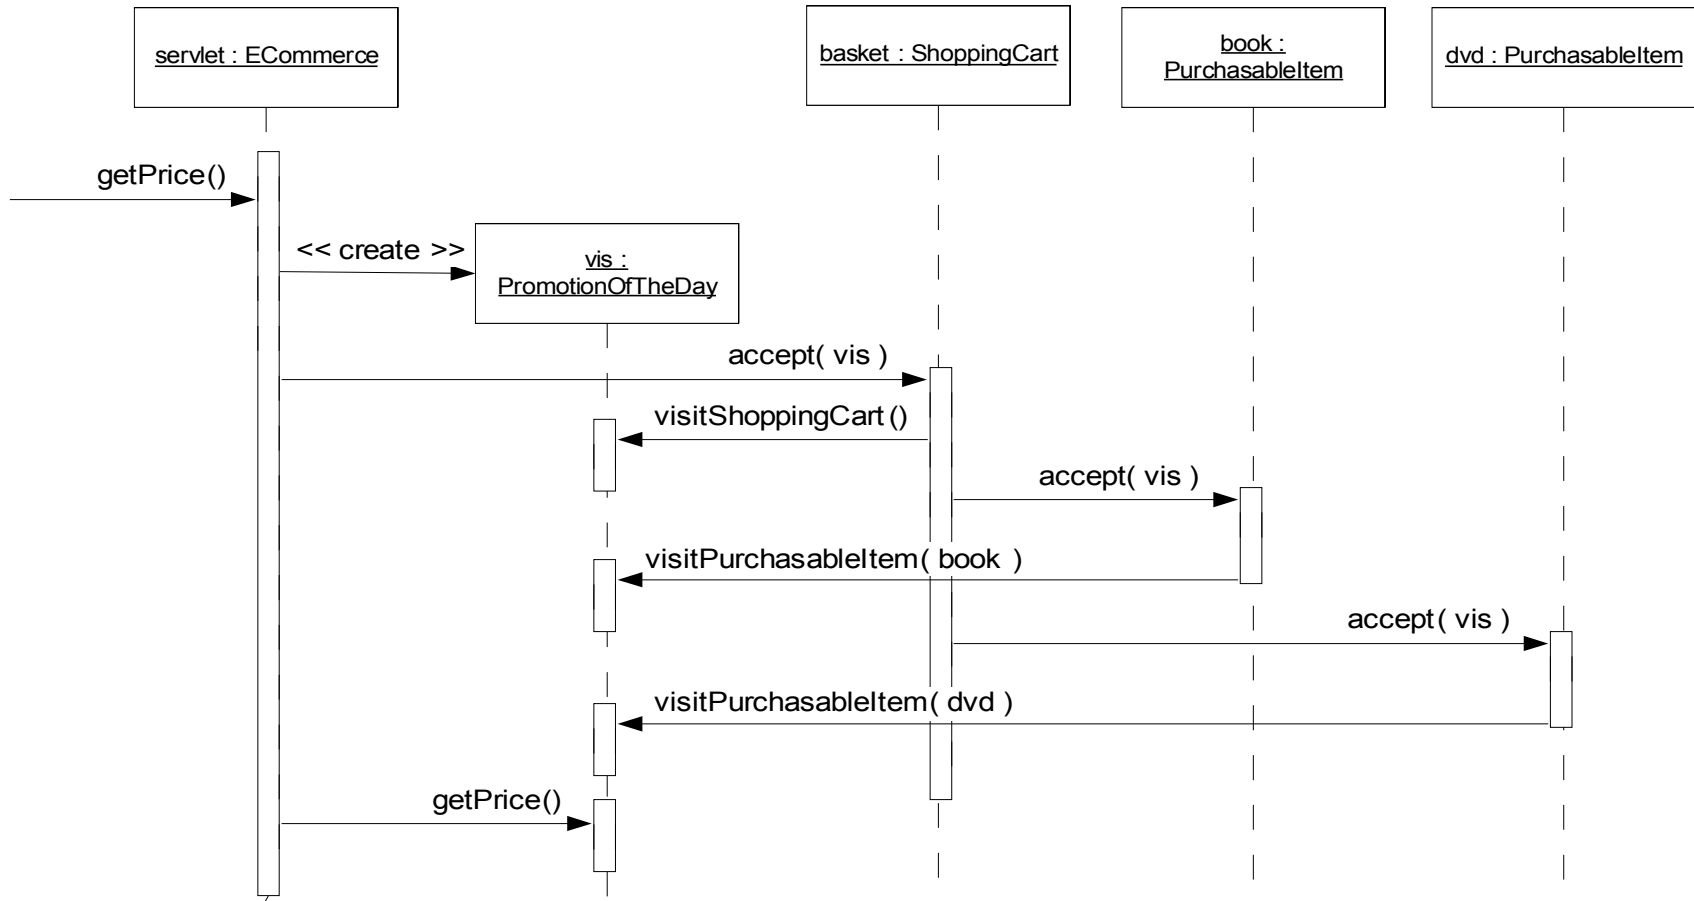 servlet : ECommerce
basket : ShoppingCart
book :
PurchasableItem
dvd : PurchasableItem
getPrice()
<< create >>
vis :
PromotionOfTheDay
accept( vis )
visitShoppingCart()
accept( vis )
visitPurchasableItem( book )
accept( vis )
visitPurchasableItem( dvd )
getPrice()